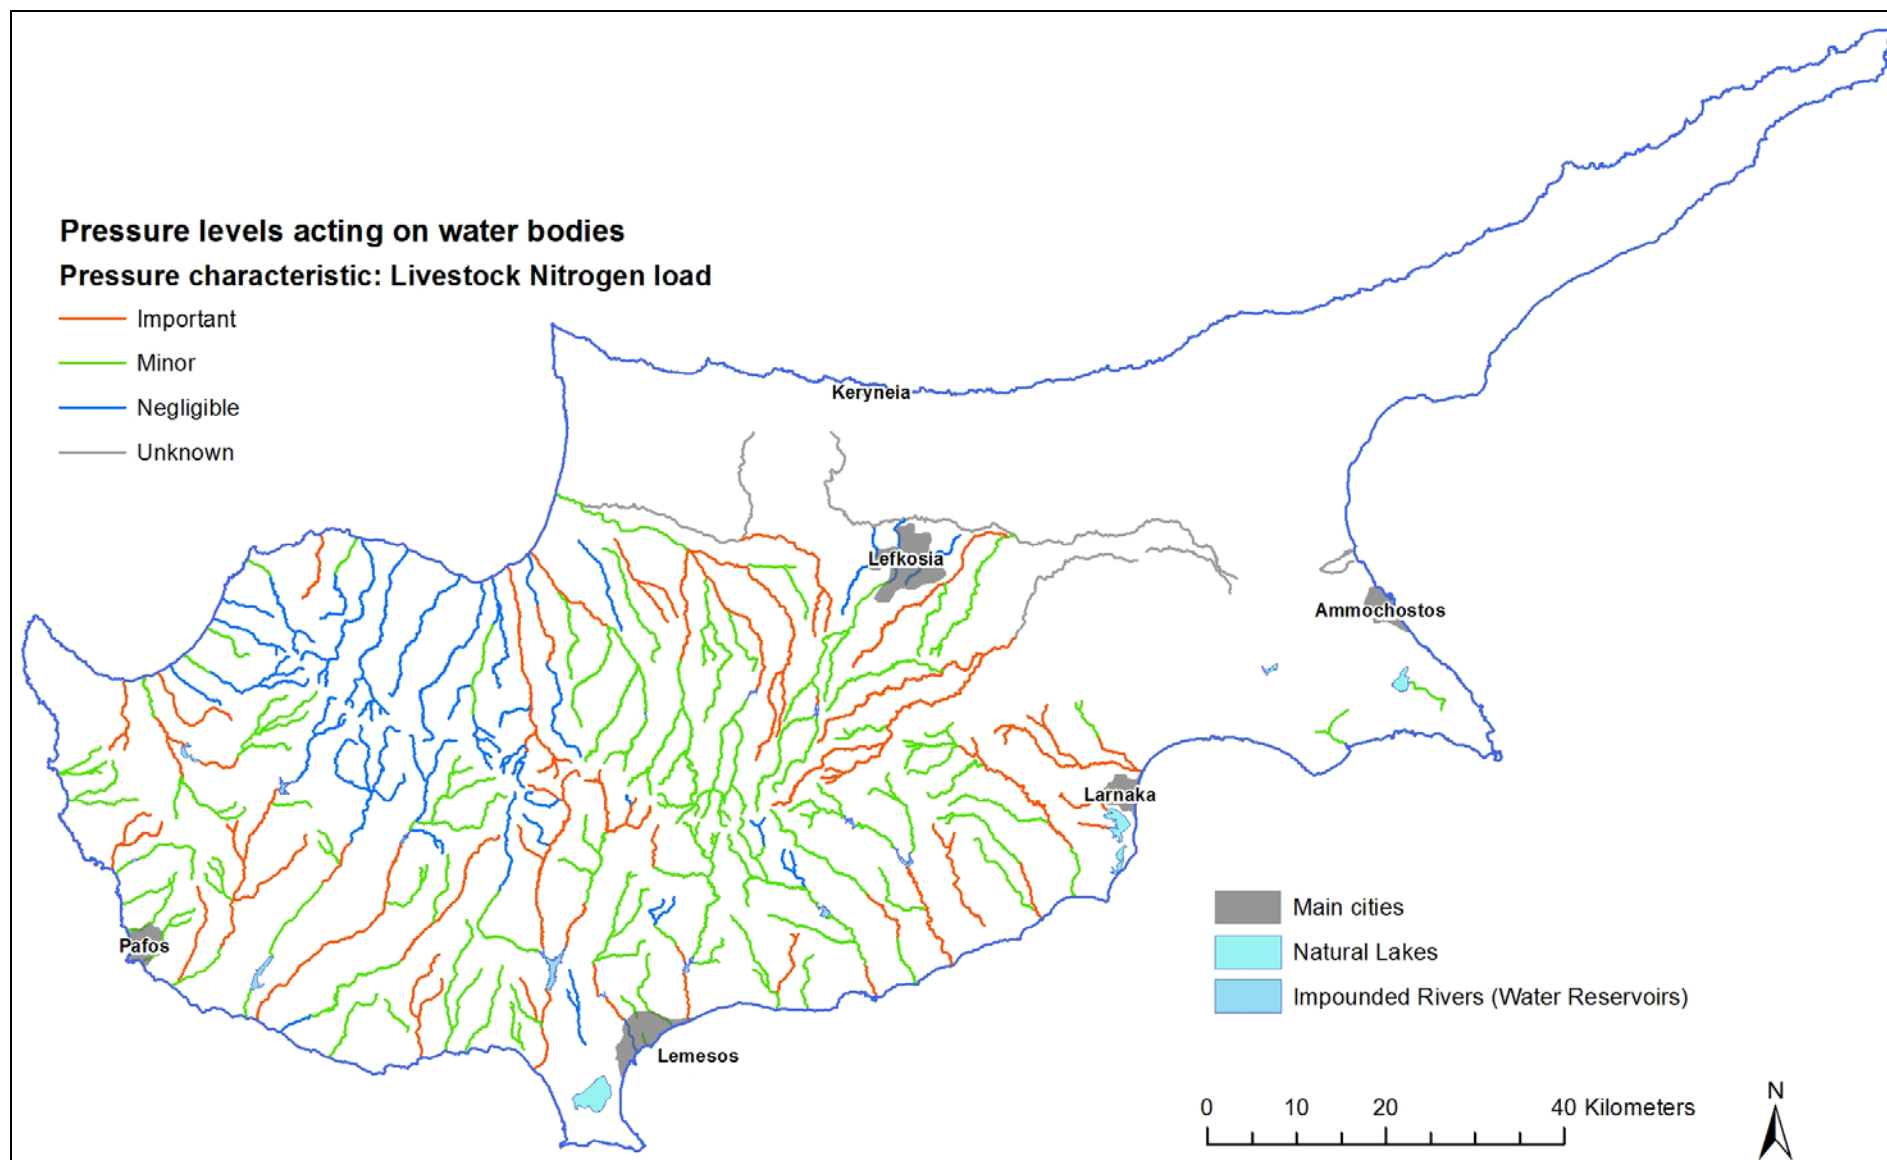 Pressure levels acting on water bodies
Pressure characteristic: Livestock Nitrogen load
Important
Minor
Negligible
Unknown
Keryneia
Lefkosia
Ammochostos
Larnaka
Pafos
Lemesos
Main cities
Natural Lakes
Impounded Rivers (Water Reservoirs)
0 10 20 40 Kilometers
N